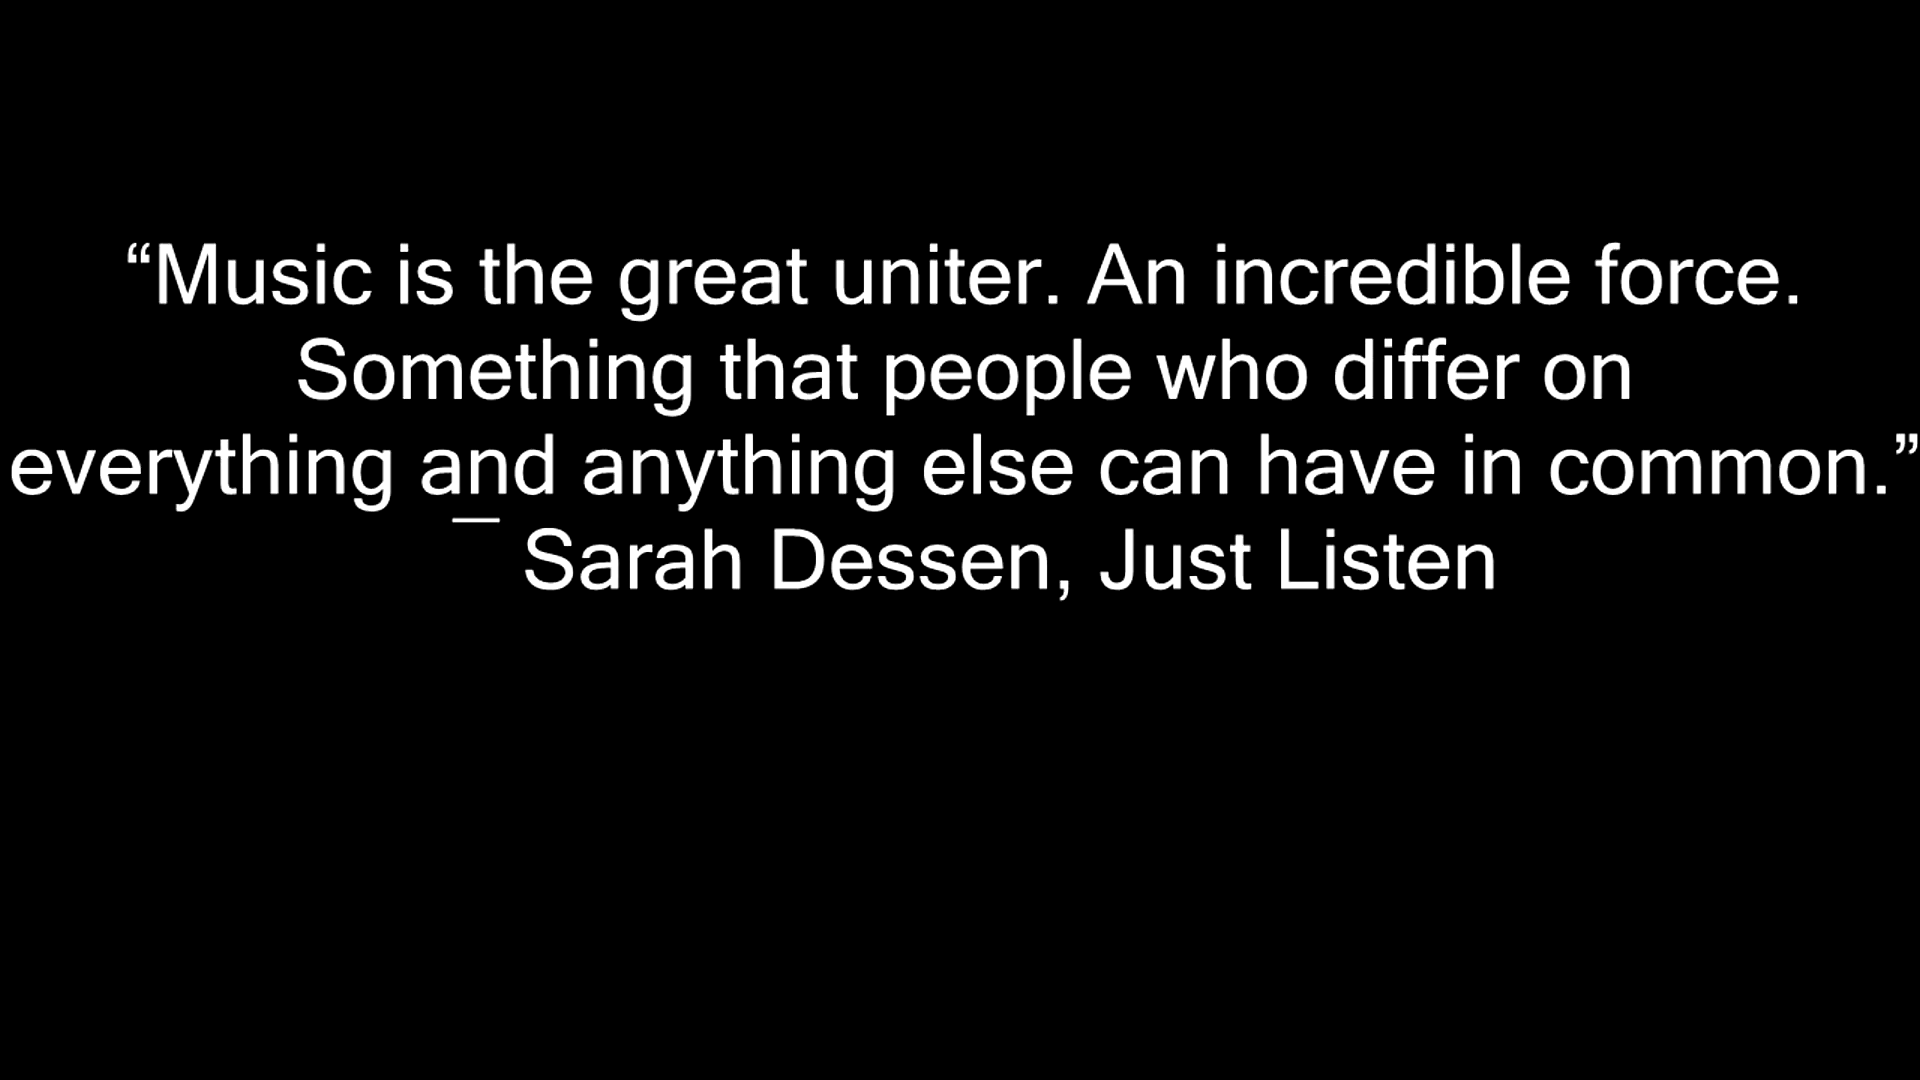 “Music is the great uniter. An incredible force.
Something that people who differ on
everything and anything else can have in common.”
― Sarah Dessen, Just Listen